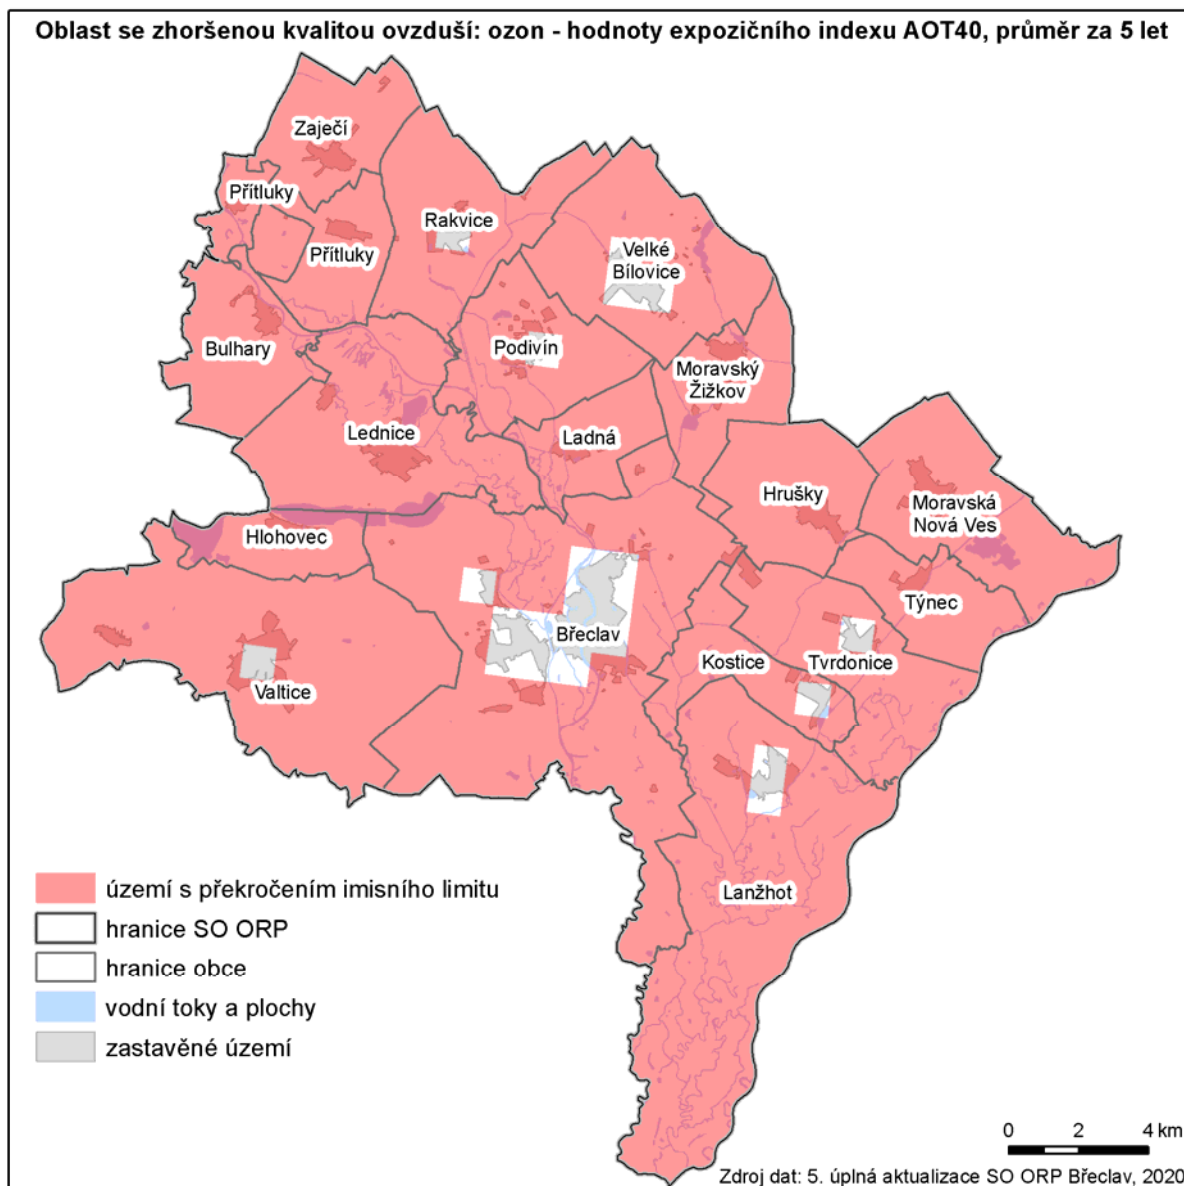 Oblast se zhoršenou kvalitou ovzduší: ozon - hodnoty expozičního indexu AOT40, průměr za 5 let
Zaječí
Přítluky
Rakvice
Přítluky
Velké
Bílovice
Bulhary
Podivín
Moravský
Žižkov
Lednice
Ladná
Hrušky
Moravská
Nová Ves
Hlohovec
Týnec
Břeclav
Kostice
Tvrdonice
Valtice
Lanžhot
území s překročením imisního limitu
hranice SO ORP
hranice obce
vodní toky a plochy
zastavěné území
0 2 4 km
Zdroj dat: 5. úplná aktualizace SO ORP Břeclav, 2020